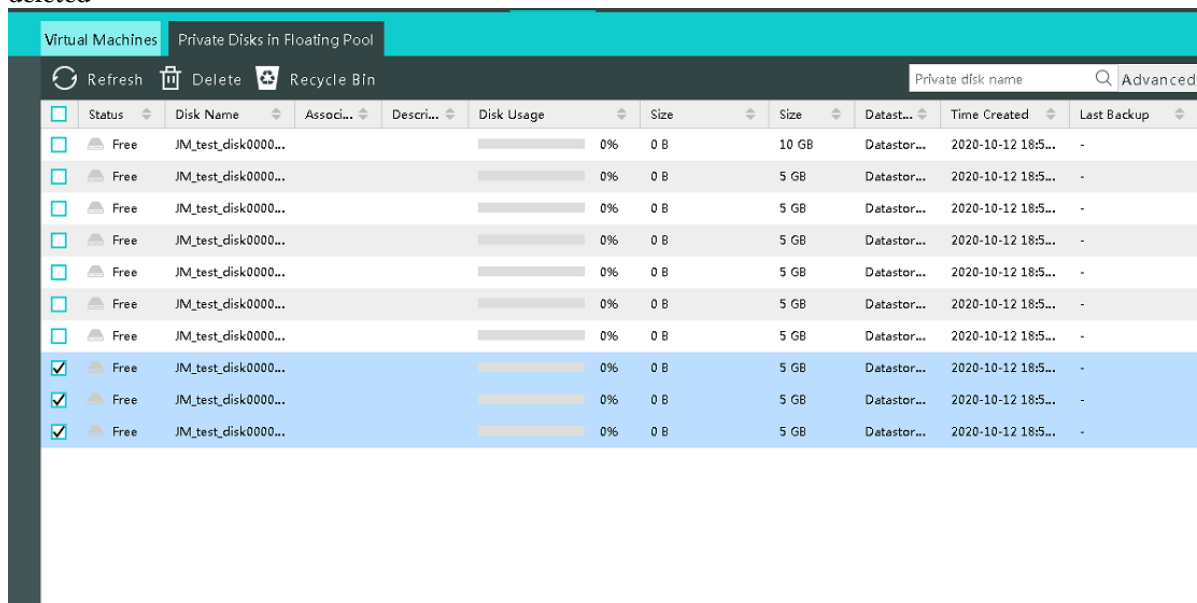 Virtual Machines Private Disks in Floating Pool
Refresh Delete Recycle Bin Private disk name Advanced
Status Disk Name Associ... Descri... Disk Usage Size Size Datast... Time Created Last Backup
Free JM_test_disk0000... 0% 0 B 10 GB Datastor... 2020-10-12 18:5... -
Free JM_test_disk0000... 0% 0 B 5 GB Datastor... 2020-10-12 18:5... -
Free JM_test_disk0000... 0% 0 B 5 GB Datastor... 2020-10-12 18:5... -
Free JM_test_disk0000... 0% 0 B 5 GB Datastor... 2020-10-12 18:5... -
Free JM_test_disk0000... 0% 0 B 5 GB Datastor... 2020-10-12 18:5... -
Free JM_test_disk0000... 0% 0 B 5 GB Datastor... 2020-10-12 18:5... -
Free JM_test_disk0000... 0% 0 B 5 GB Datastor... 2020-10-12 18:5... -
Free JM_test_disk0000... 0% 0 B 5 GB Datastor... 2020-10-12 18:5... -
Free JM_test_disk0000... 0% 0 B 5 GB Datastor... 2020-10-12 18:5... -
Free JM_test_disk0000... 0% 0 B 5 GB Datastor... 2020-10-12 18:5... -